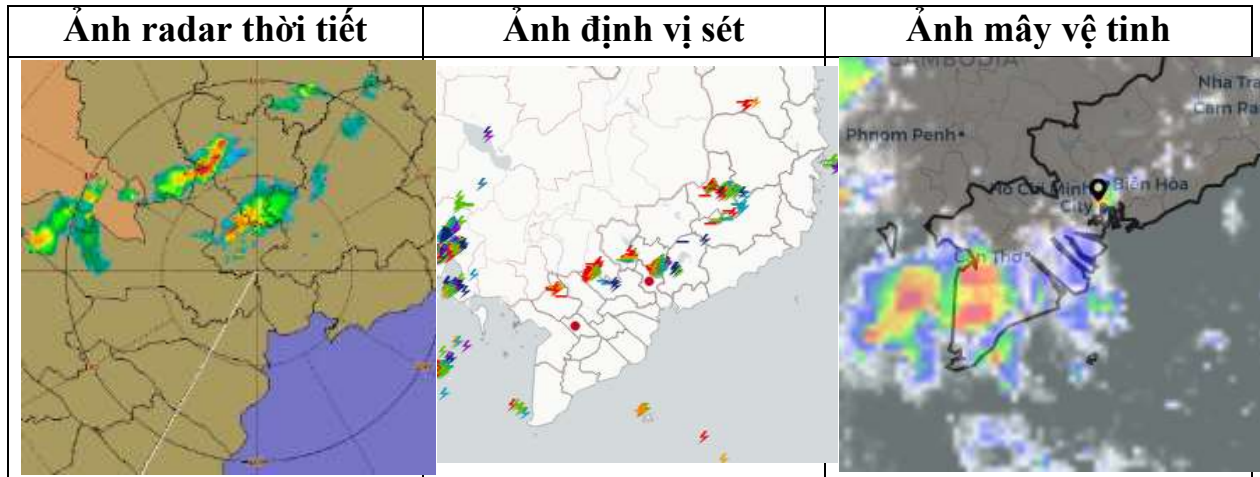 Ảnh radar thời tiết
Ảnh định vị sét
Ảnh mây vệ tinh
CAMBODIA
Nha Tra
Cam Ra
Phnom Penh
Ho Chi Minh
City
Biên Hòa
Cần Thơ